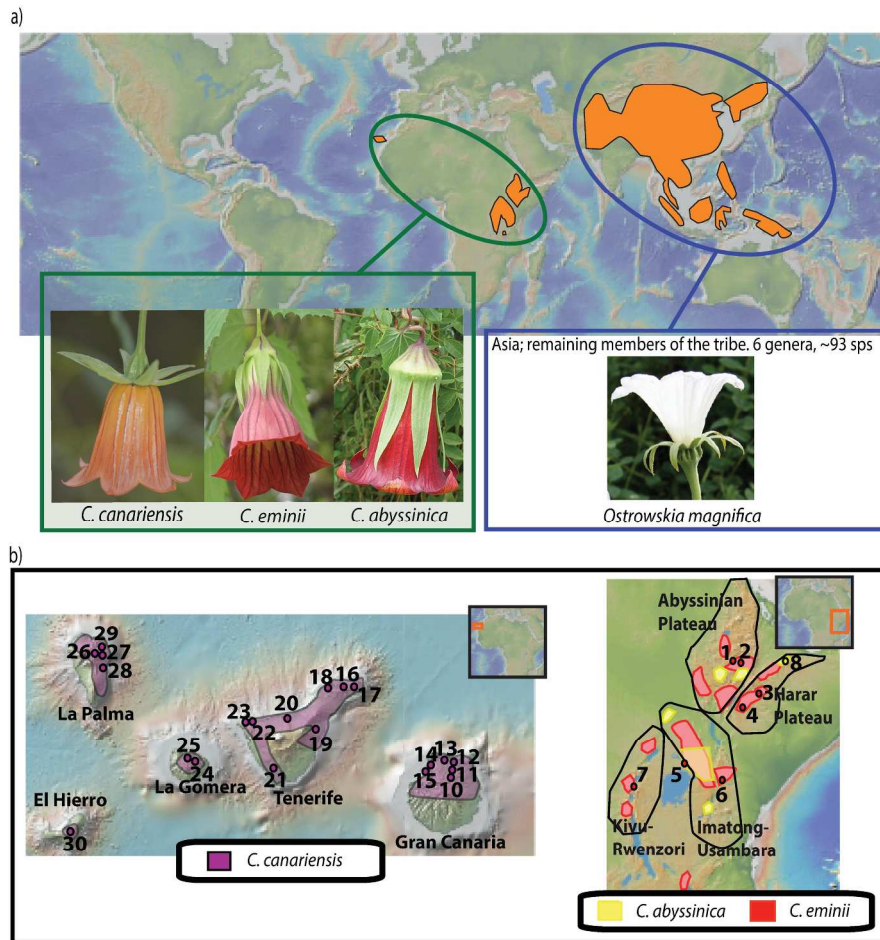 a)
Asia; remaining members of the tribe. 6 genera, ~93 sps
C. canariensis
C. eminii
C. abyssinica
Ostrowskia magnifica
b)
29
26
27
28
La Palma
25
24
La Gomera
El Hierro
30
18
16
17
20
23
22
19
21
Tenerife
14
13
12
15
11
10
Gran Canaria
C. canariensis
Abyssinian
Plateau
1
2
8
3
Harar
4
Plateau
7
5
6
Kivu-
Rwenzori
Imatong-
Usambara
C. abyssinica
C. eminii